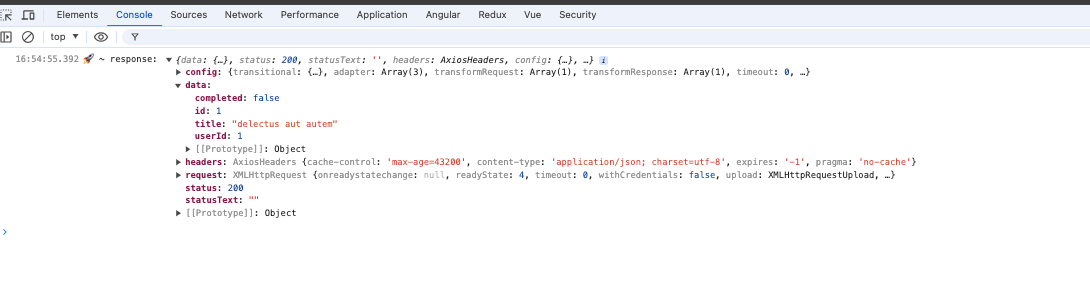 Elements Console Sources Network Performance Application Angular Redux Vue Security
top
16:54:55.392 🚀 ~ response: {data: {…}, status: 200, statusText: '', headers: AxiosHeaders, config: {…}, …} i
config: {transitional: {…}, adapter: Array(3), transformRequest: Array(1), transformResponse: Array(1), timeout: 0, …}
data:
completed: false
id: 1
title: "delectus aut autem"
userId: 1
[[Prototype]]: Object
headers: AxiosHeaders {cache-control: 'max-age=43200', content-type: 'application/json; charset=utf-8', expires: '-1', pragma: 'no-cache'}
request: XMLHttpRequest {onreadystatechange: null, readyState: 4, timeout: 0, withCredentials: false, upload: XMLHttpRequestUpload, …}
status: 200
statusText: ""
[[Prototype]]: Object